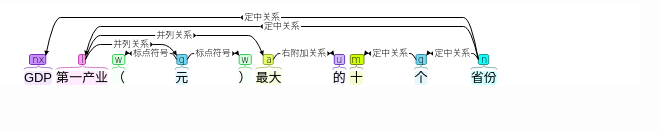 定中关系
定中关系
并列关系
并列关系 标点符号 标点符号 右附加关系 定中关系 定中关系
nx l w q w a u m q n
GDP 第一产业 （ 元 ） 最大 的 十 个 省份